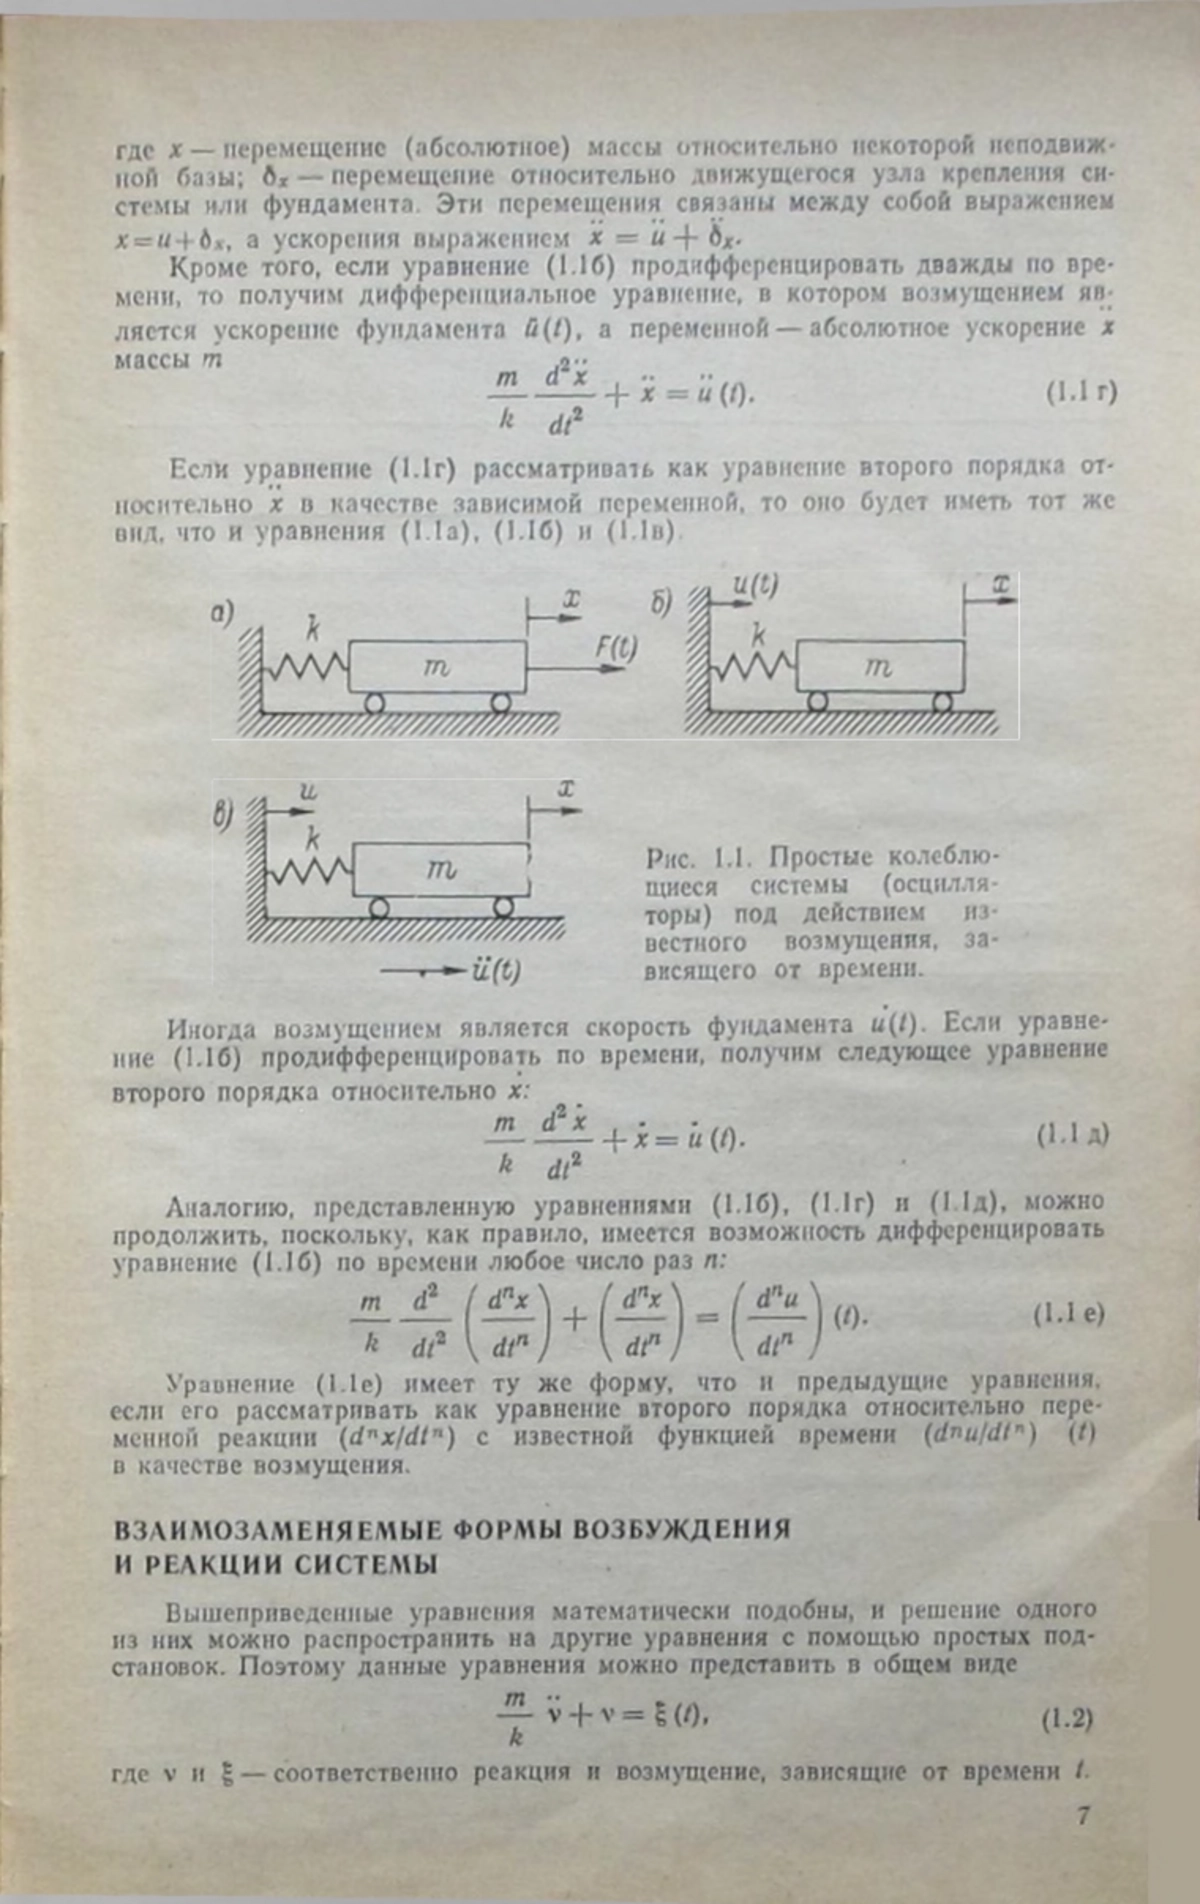 где x — перемещение (абсолютное) массы относительно некоторой неподвиж-
ной базы; δₓ — перемещение относительно движущегося узла крепления си-
стемы или фундамента. Эти перемещения связаны между собой выражением
x=u+δₓ, а ускорения выражением ẍ = ü + δ̈ₓ.
Кроме того, если уравнение (1.1б) продифференцировать дважды по вре-
мени, то получим дифференциальное уравнение, в котором возмущением яв-
ляется ускорение фундамента ü(t), а переменной — абсолютное ускорение ẍ
массы m
m/k d²ẍ/dt² + ẍ = ü (t). (1.1 г)
Если уравнение (1.1г) рассматривать как уравнение второго порядка от-
носительно ẍ в качестве зависимой переменной, то оно будет иметь тот же
вид, что и уравнения (1.1а), (1.1б) и (1.1в).
а) k m x F(t)
б) u(t) k m x
в) u k m x
ü(t)
Рис. 1.1. Простые колеблю-
щиеся системы (осцилля-
торы) под действием из-
вестного возмущения, за-
висящего от времени.
Иногда возмущением является скорость фундамента u̇(t). Если уравне-
ние (1.1б) продифференцировать по времени, получим следующее уравнение
второго порядка относительно ẋ:
m/k d²ẋ/dt² + ẋ = u̇ (t). (1.1 д)
Аналогию, представленную уравнениями (1.1б), (1.1г) и (1.1д), можно
продолжить, поскольку, как правило, имеется возможность дифференцировать
уравнение (1.1б) по времени любое число раз n:
m/k d²/dt² (dⁿx/dtⁿ) + (dⁿx/dtⁿ) = (dⁿu/dtⁿ) (t). (1.1 е)
Уравнение (1.1е) имеет ту же форму, что и предыдущие уравнения,
если его рассматривать как уравнение второго порядка относительно пере-
менной реакции (dⁿx/dtⁿ) с известной функцией времени (dⁿu/dtⁿ) (t)
в качестве возмущения.
ВЗАИМОЗАМЕНЯЕМЫЕ ФОРМЫ ВОЗБУЖДЕНИЯ
И РЕАКЦИИ СИСТЕМЫ
Вышеприведенные уравнения математически подобны, и решение одного
из них можно распространить на другие уравнения с помощью простых под-
становок. Поэтому данные уравнения можно представить в общем виде
m/k ν̈ + ν = ξ (t), (1.2)
где ν и ξ — соответственно реакция и возмущение, зависящие от времени t.
7